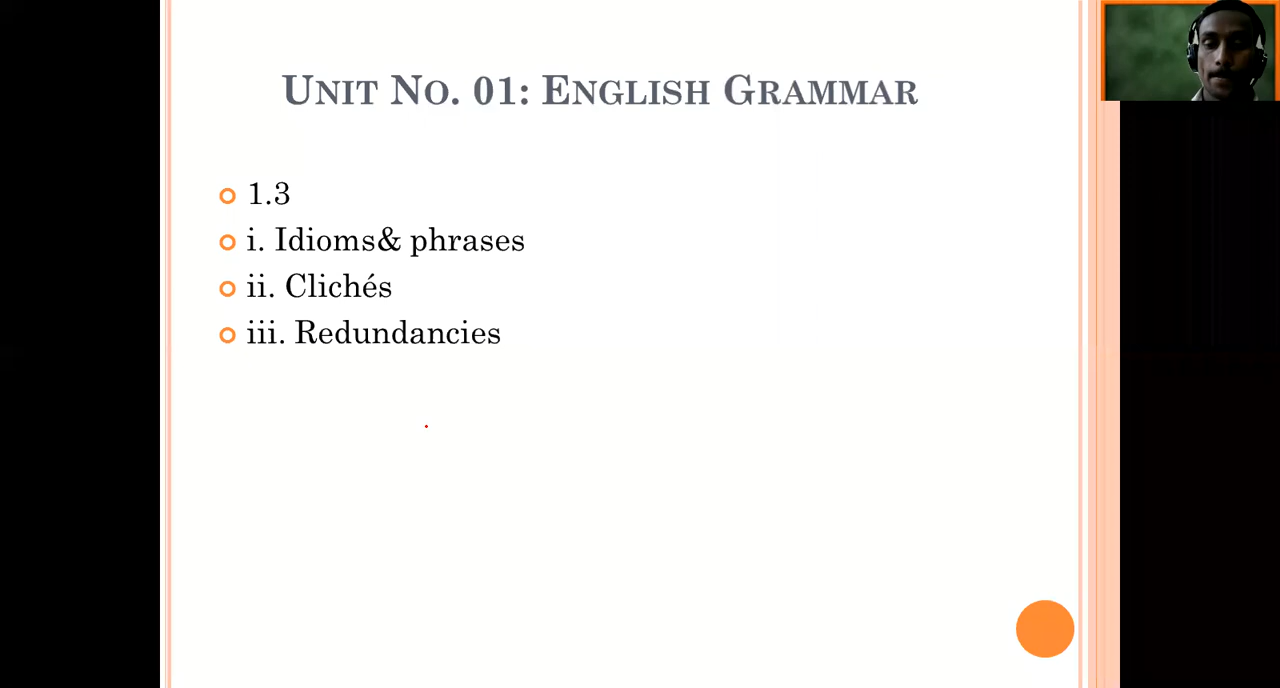 UNIT NO. 01: ENGLISH GRAMMAR
1.3
i. Idioms& phrases
ii. Clichés
iii. Redundancies